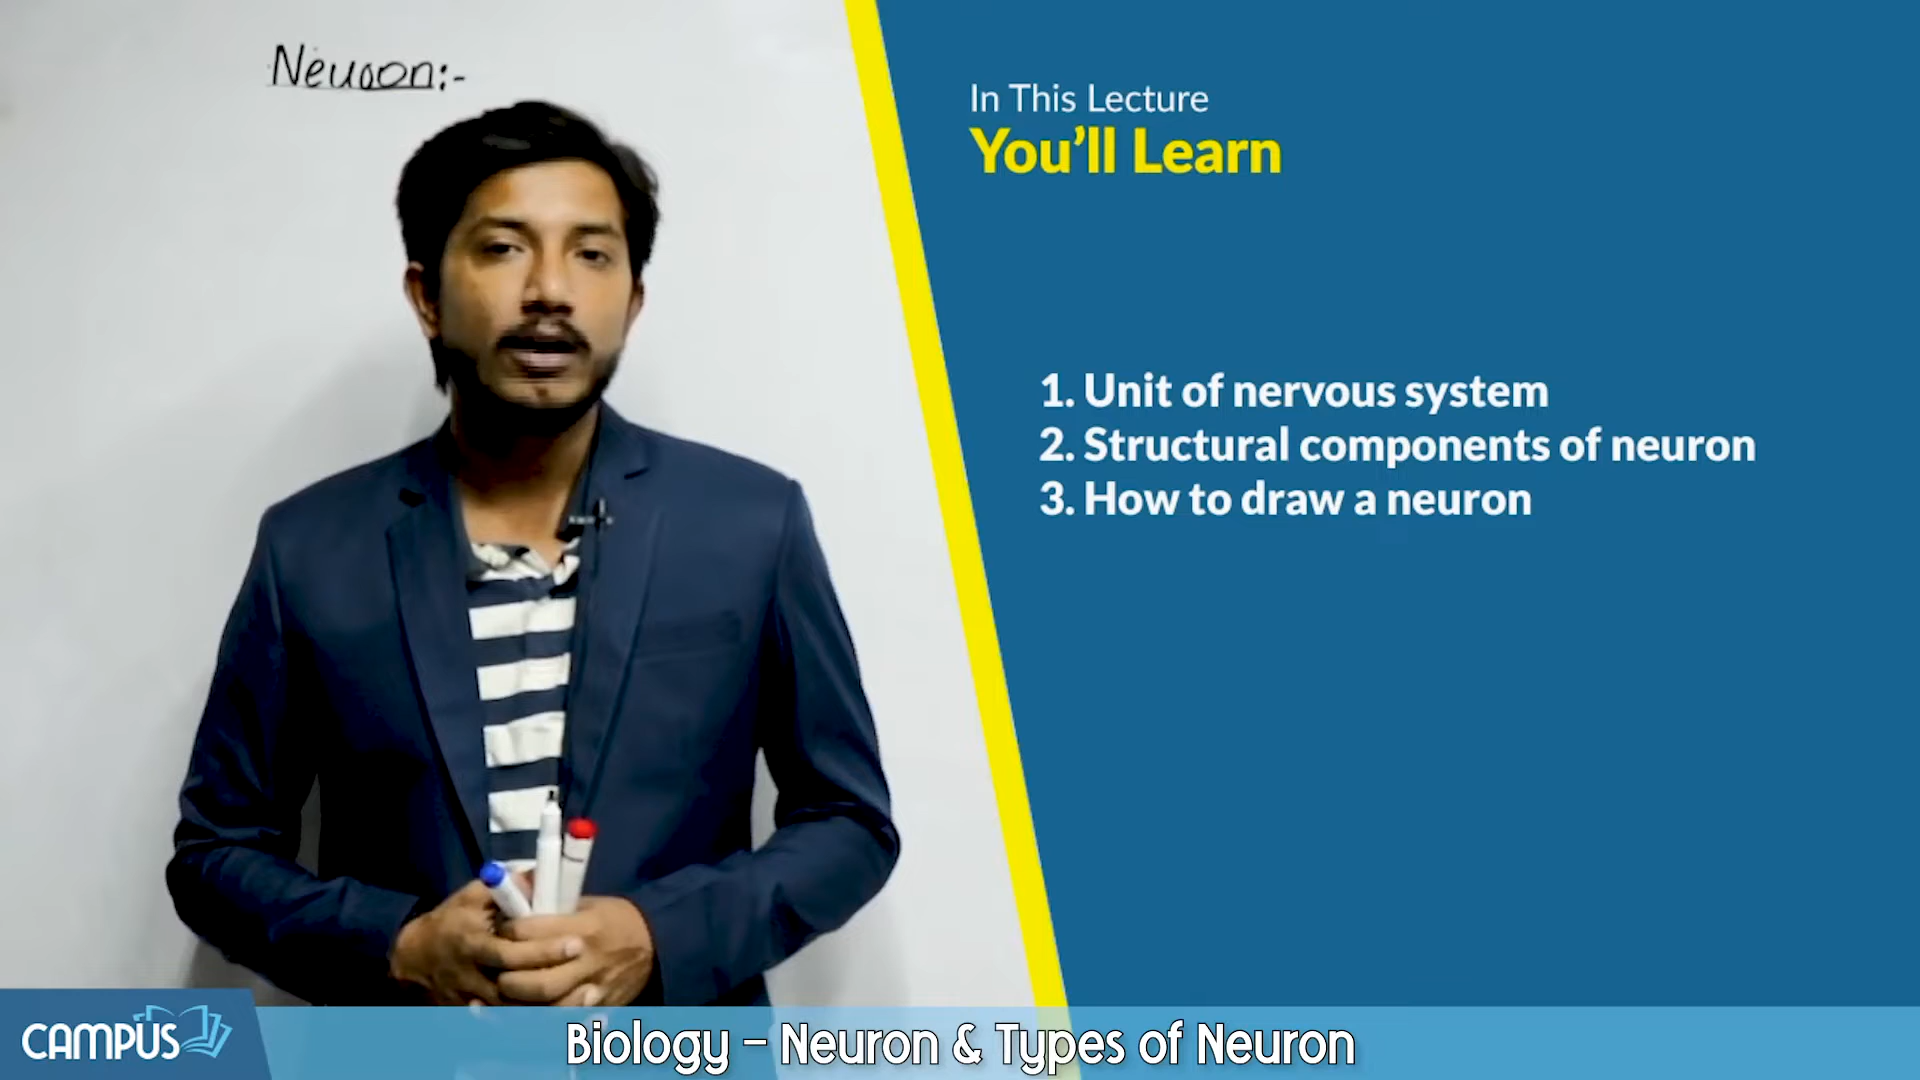 Neuron:-
In This Lecture
You'll Learn
1. Unit of nervous system
2. Structural components of neuron
3. How to draw a neuron
CAMPUS
Biology – Neuron & Types of Neuron